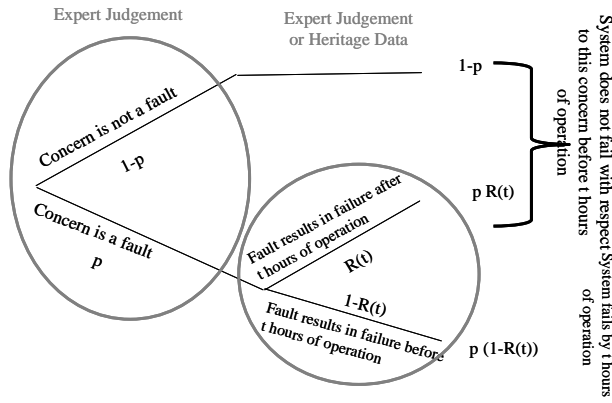 Expert Judgement
Expert Judgement
or Heritage Data
Concern is not a fault
1-p
Concern is a fault
p
Fault results in failure after
t hours of operation
R(t)
1-R(t)
Fault results in failure before
t hours of operation
1-p
p R(t)
p (1-R(t))
System does not fail with respect
to this concern before t hours
of operation
System fails by t hours
of operation